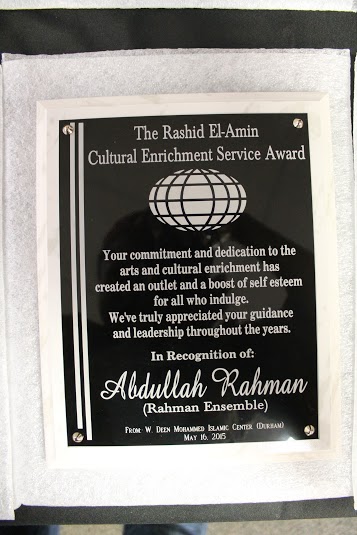 The Rashid El-Amin
Cultural Enrichment Service Award
Your commitment and dedication to the
arts and cultural enrichment has
created an outlet and a boost of self esteem
for all who indulge.
We've truly appreciated your guidance
and leadership throughout the years.
In Recognition of:
Abdullah Rahman
(Rahman Ensemble)
From: W. Deen Mohammed Islamic Center (Durham)
May 16, 2015